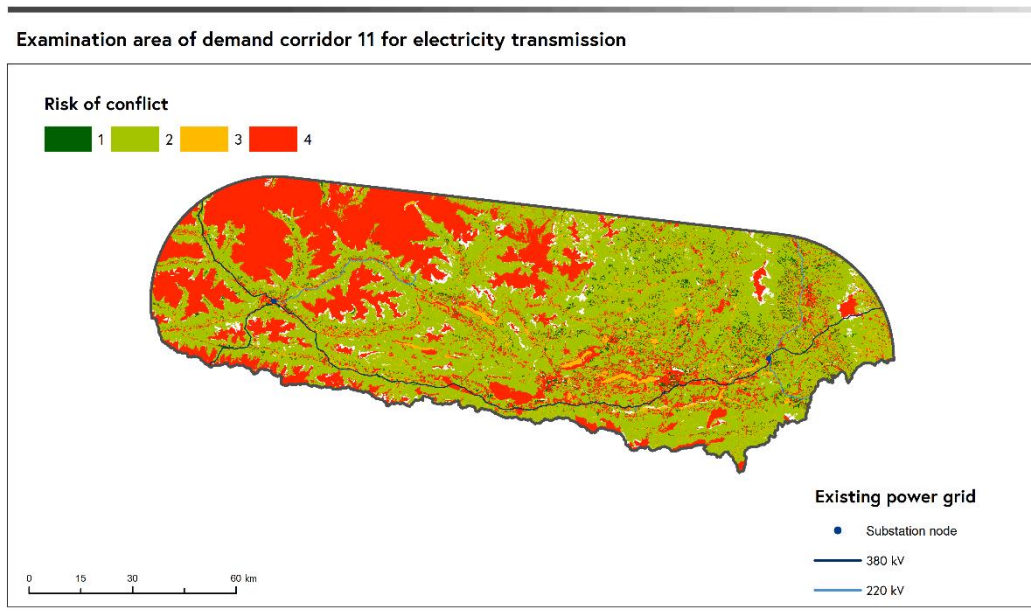 Examination area of demand corridor 11 for electricity transmission
Risk of conflict
1 2 3 4
Existing power grid
Substation node
380 kV
220 kV
0 15 30 60 km